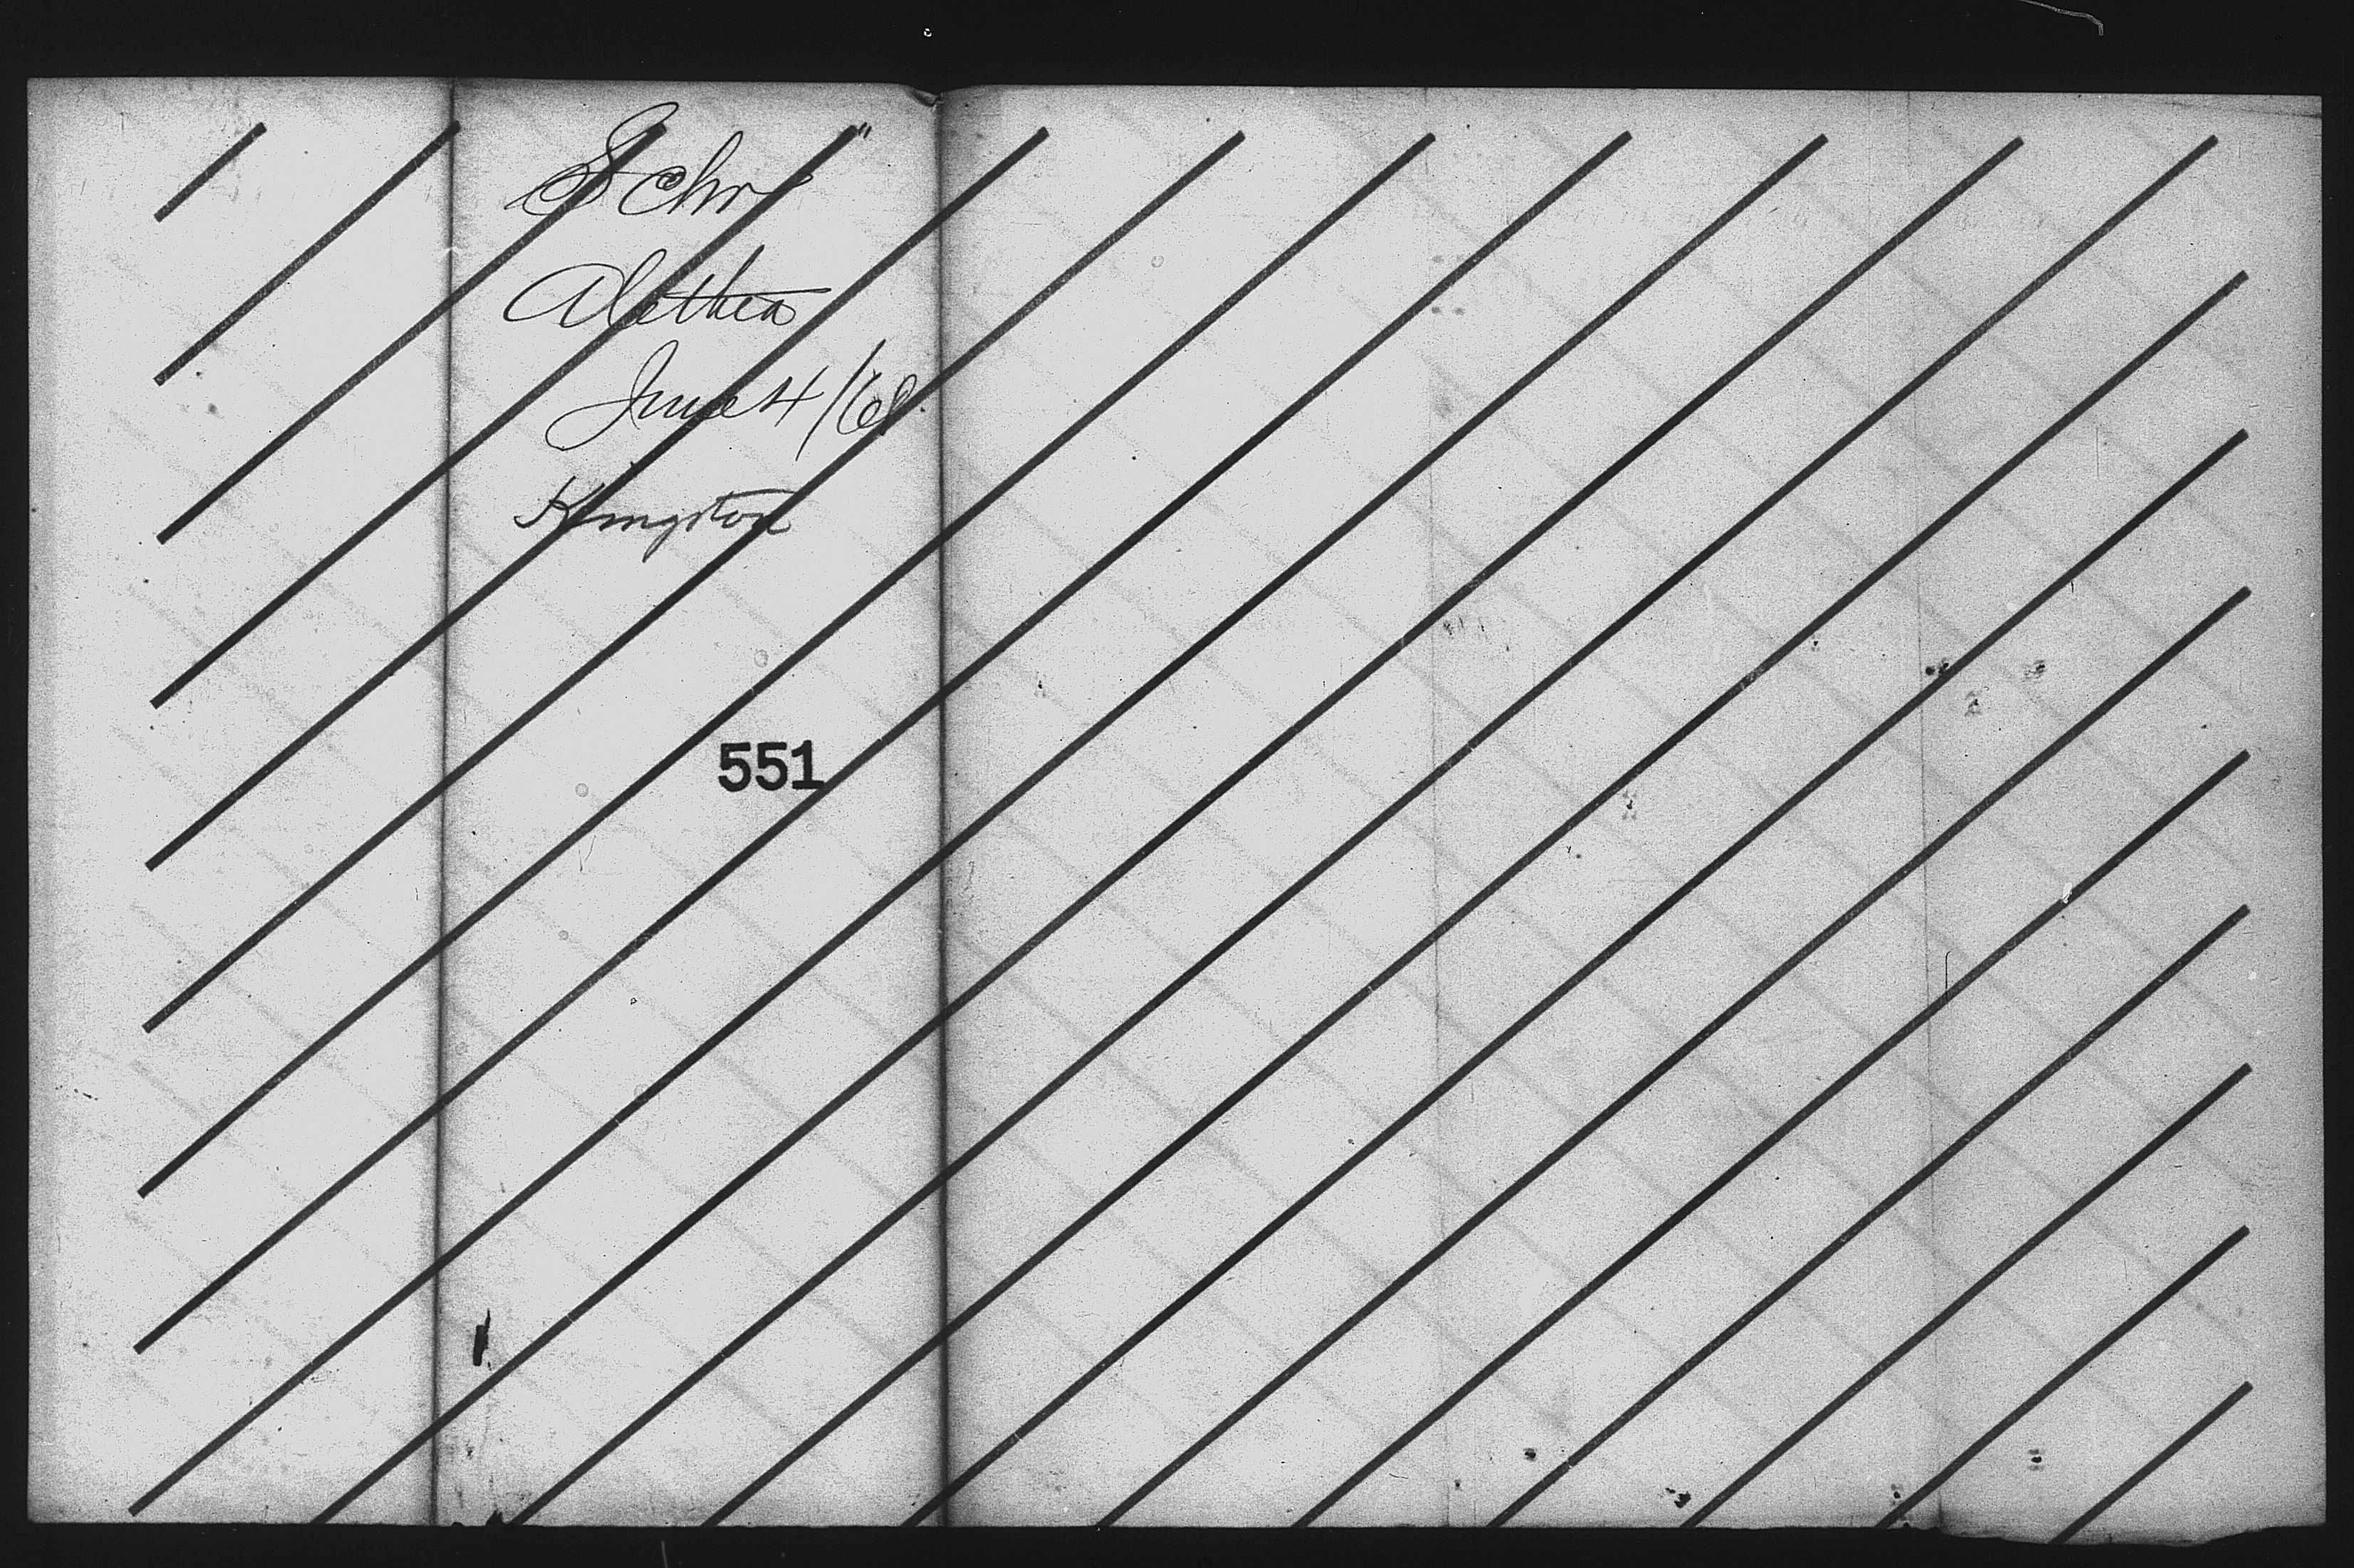 Schr
Alethea
June 4/68
Kingston
551